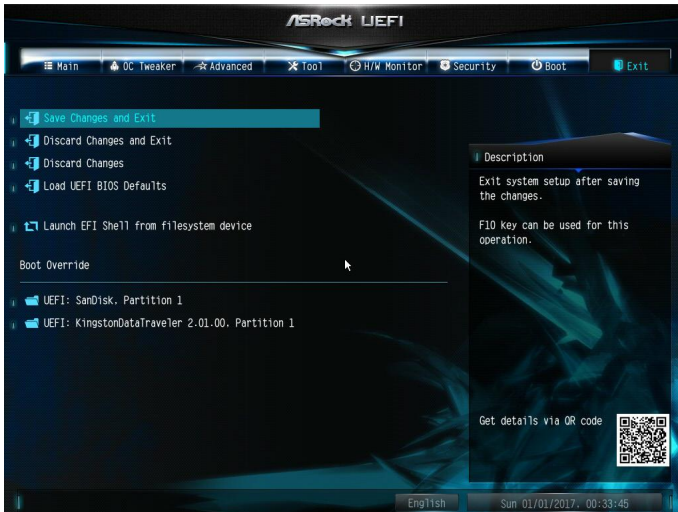 ASRock UEFI
Main OC Tweaker Advanced Tool H/W Monitor Security Boot Exit
Save Changes and Exit
Discard Changes and Exit
Discard Changes
Load UEFI BIOS Defaults
Launch EFI Shell from filesystem device
Boot Override
UEFI: SanDisk, Partition 1
UEFI: KingstonDataTraveler 2.01.00, Partition 1
Description
Exit system setup after saving
the changes.
F10 key can be used for this
operation.
Get details via QR code
English
Sun 01/01/2017, 00:33:45